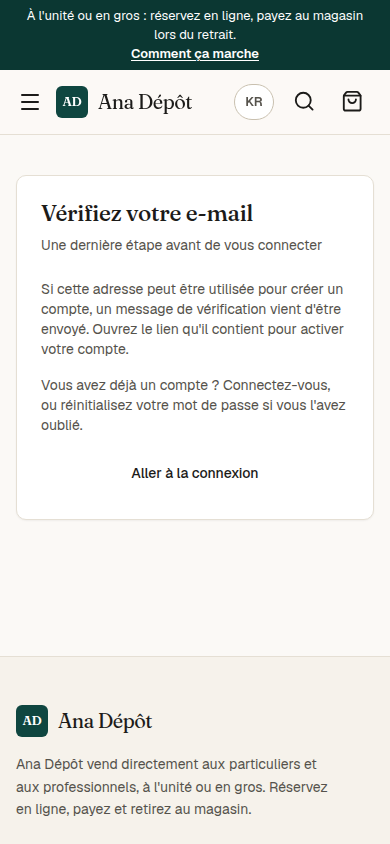 À l'unité ou en gros : réservez en ligne, payez au magasin
lors du retrait.
Comment ça marche
AD Ana Dépôt KR
Vérifiez votre e-mail
Une dernière étape avant de vous connecter
Si cette adresse peut être utilisée pour créer un
compte, un message de vérification vient d'être
envoyé. Ouvrez le lien qu'il contient pour activer
votre compte.
Vous avez déjà un compte ? Connectez-vous,
ou réinitialisez votre mot de passe si vous l'avez
oublié.
Aller à la connexion
AD Ana Dépôt
Ana Dépôt vend directement aux particuliers et
aux professionnels, à l'unité ou en gros. Réservez
en ligne, payez et retirez au magasin.